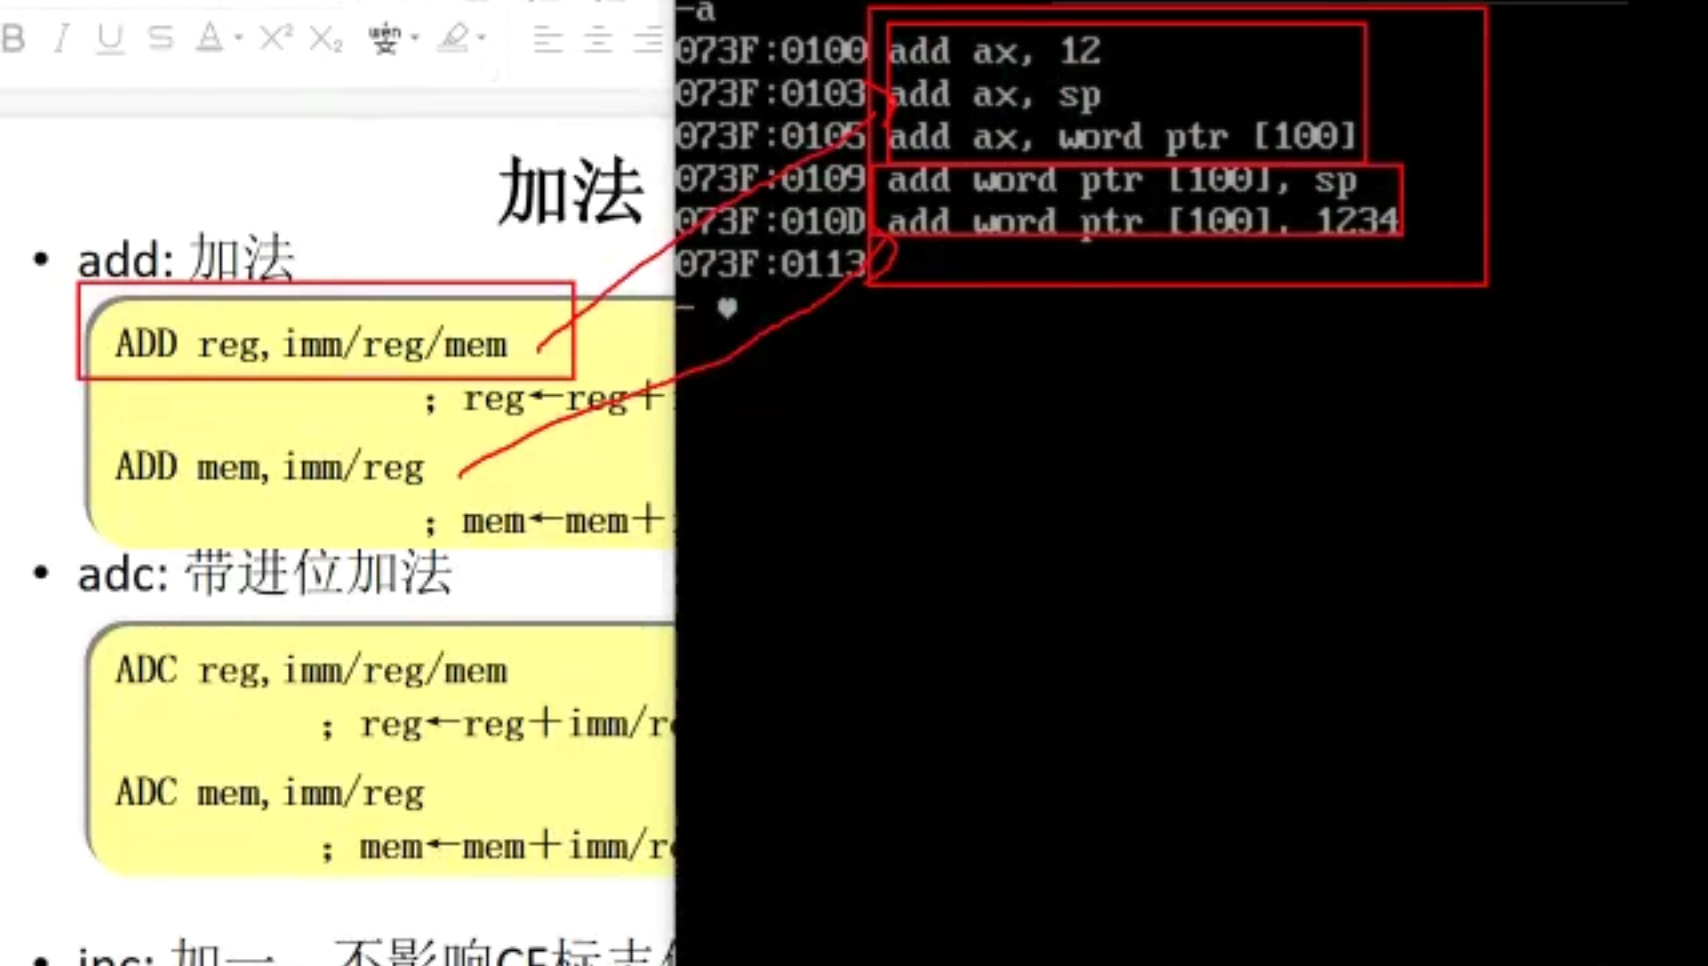 B I U S A X² X₂ wén 文
加法
• add: 加法
ADD reg,imm/reg/mem
; reg←reg＋
ADD mem,imm/reg
; mem←mem＋
• adc: 带进位加法
ADC reg,imm/reg/mem
; reg←reg＋imm/re
ADC mem,imm/reg
; mem←mem＋imm/re
• inc: 加一，不影响CF标志
-a
073F:0100 add ax, 12
073F:0103 add ax, sp
073F:0105 add ax, word ptr [100]
073F:0109 add word ptr [100], sp
073F:010D add word ptr [100], 1234
073F:0113
- ♥